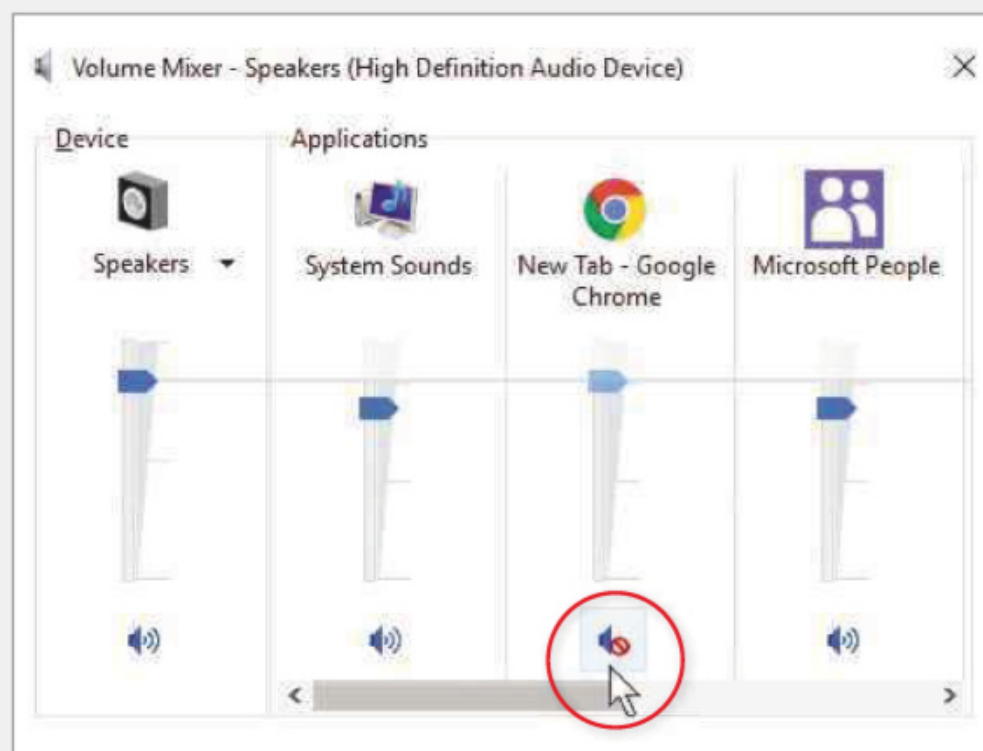 Volume Mixer - Speakers (High Definition Audio Device)
Device
Applications
Speakers
System Sounds
New Tab - Google
Chrome
Microsoft People